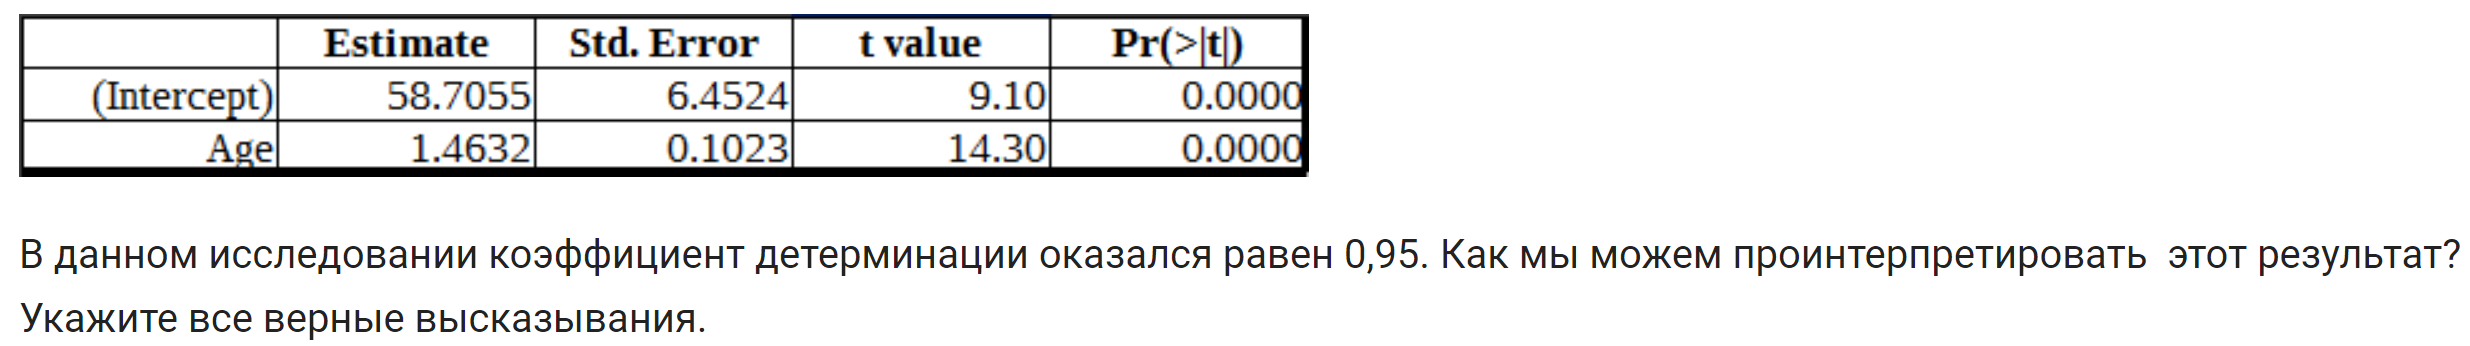 Estimate Std. Error t value Pr(>|t|)
(Intercept) 58.7055 6.4524 9.10 0.0000
Age 1.4632 0.1023 14.30 0.0000
В данном исследовании коэффициент детерминации оказался равен 0,95. Как мы можем проинтерпретировать этот результат?
Укажите все верные высказывания.